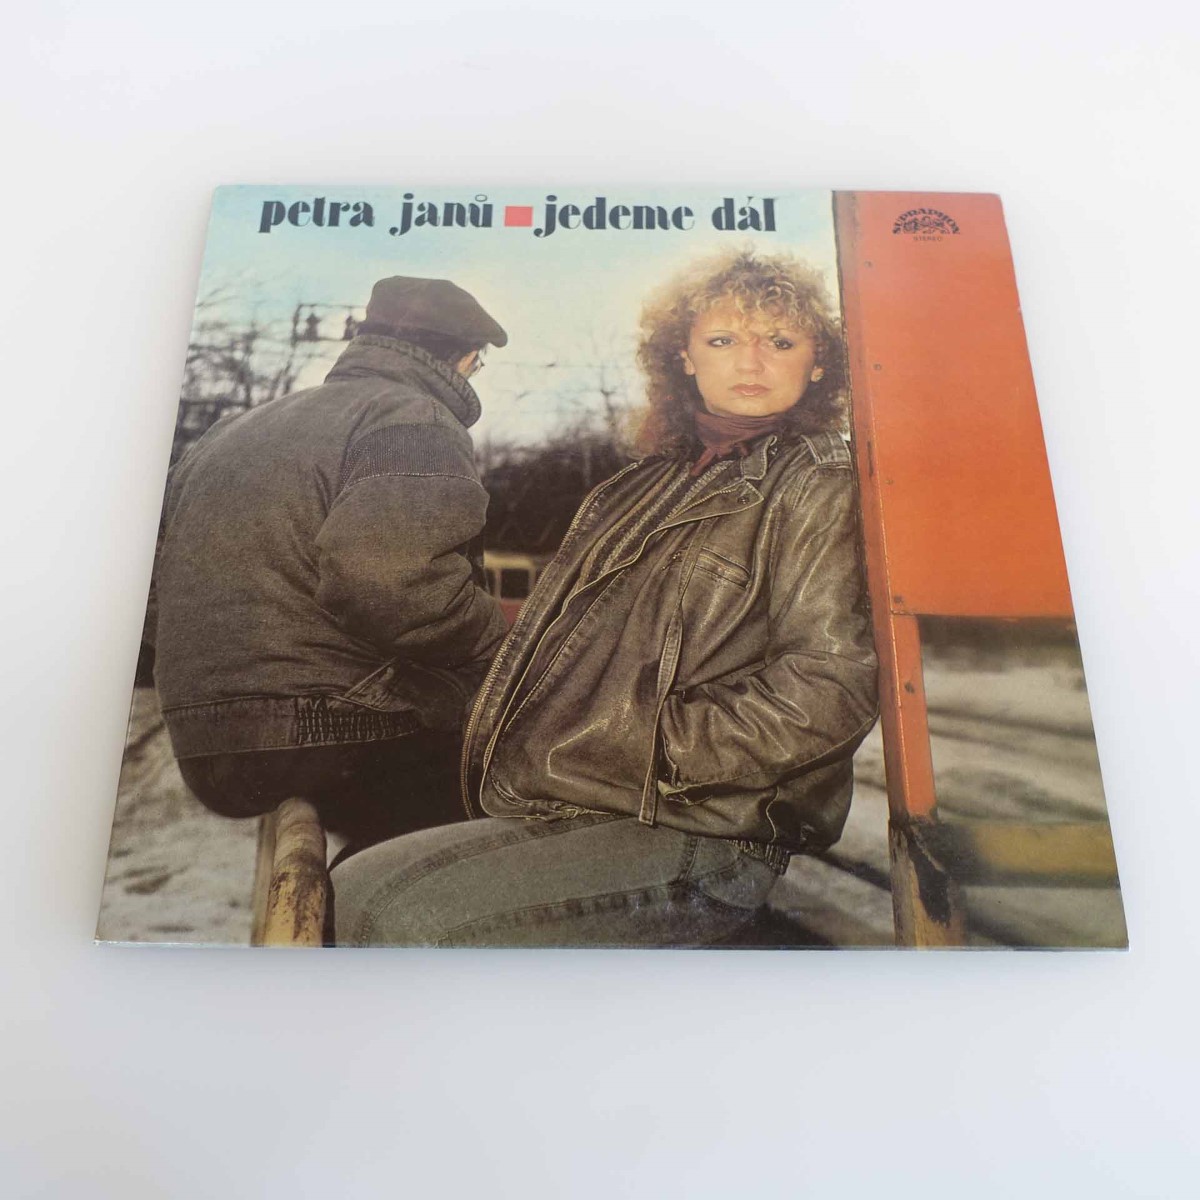 petra janů ■ jedeme dál
SUPRAPHON
STEREO